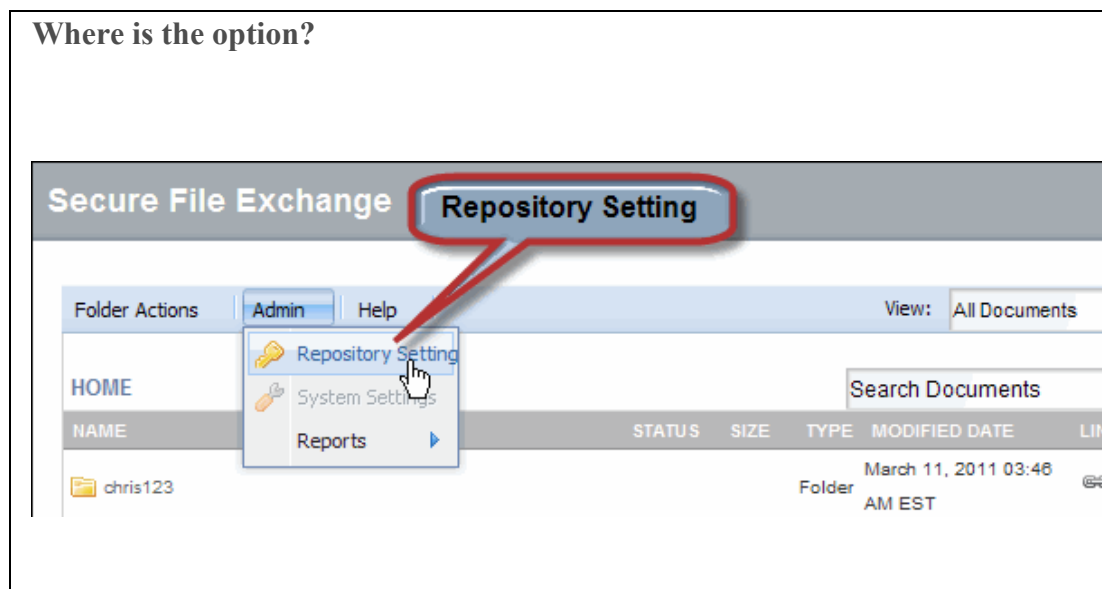 Where is the option?
Secure File Exchange
Repository Setting
Folder Actions Admin Help View: All Documents
Repository Setting
HOME
System Settings
Search Documents
NAME STATUS SIZE TYPE MODIFIED DATE
Reports
chris123 Folder March 11, 2011 03:46
AM EST